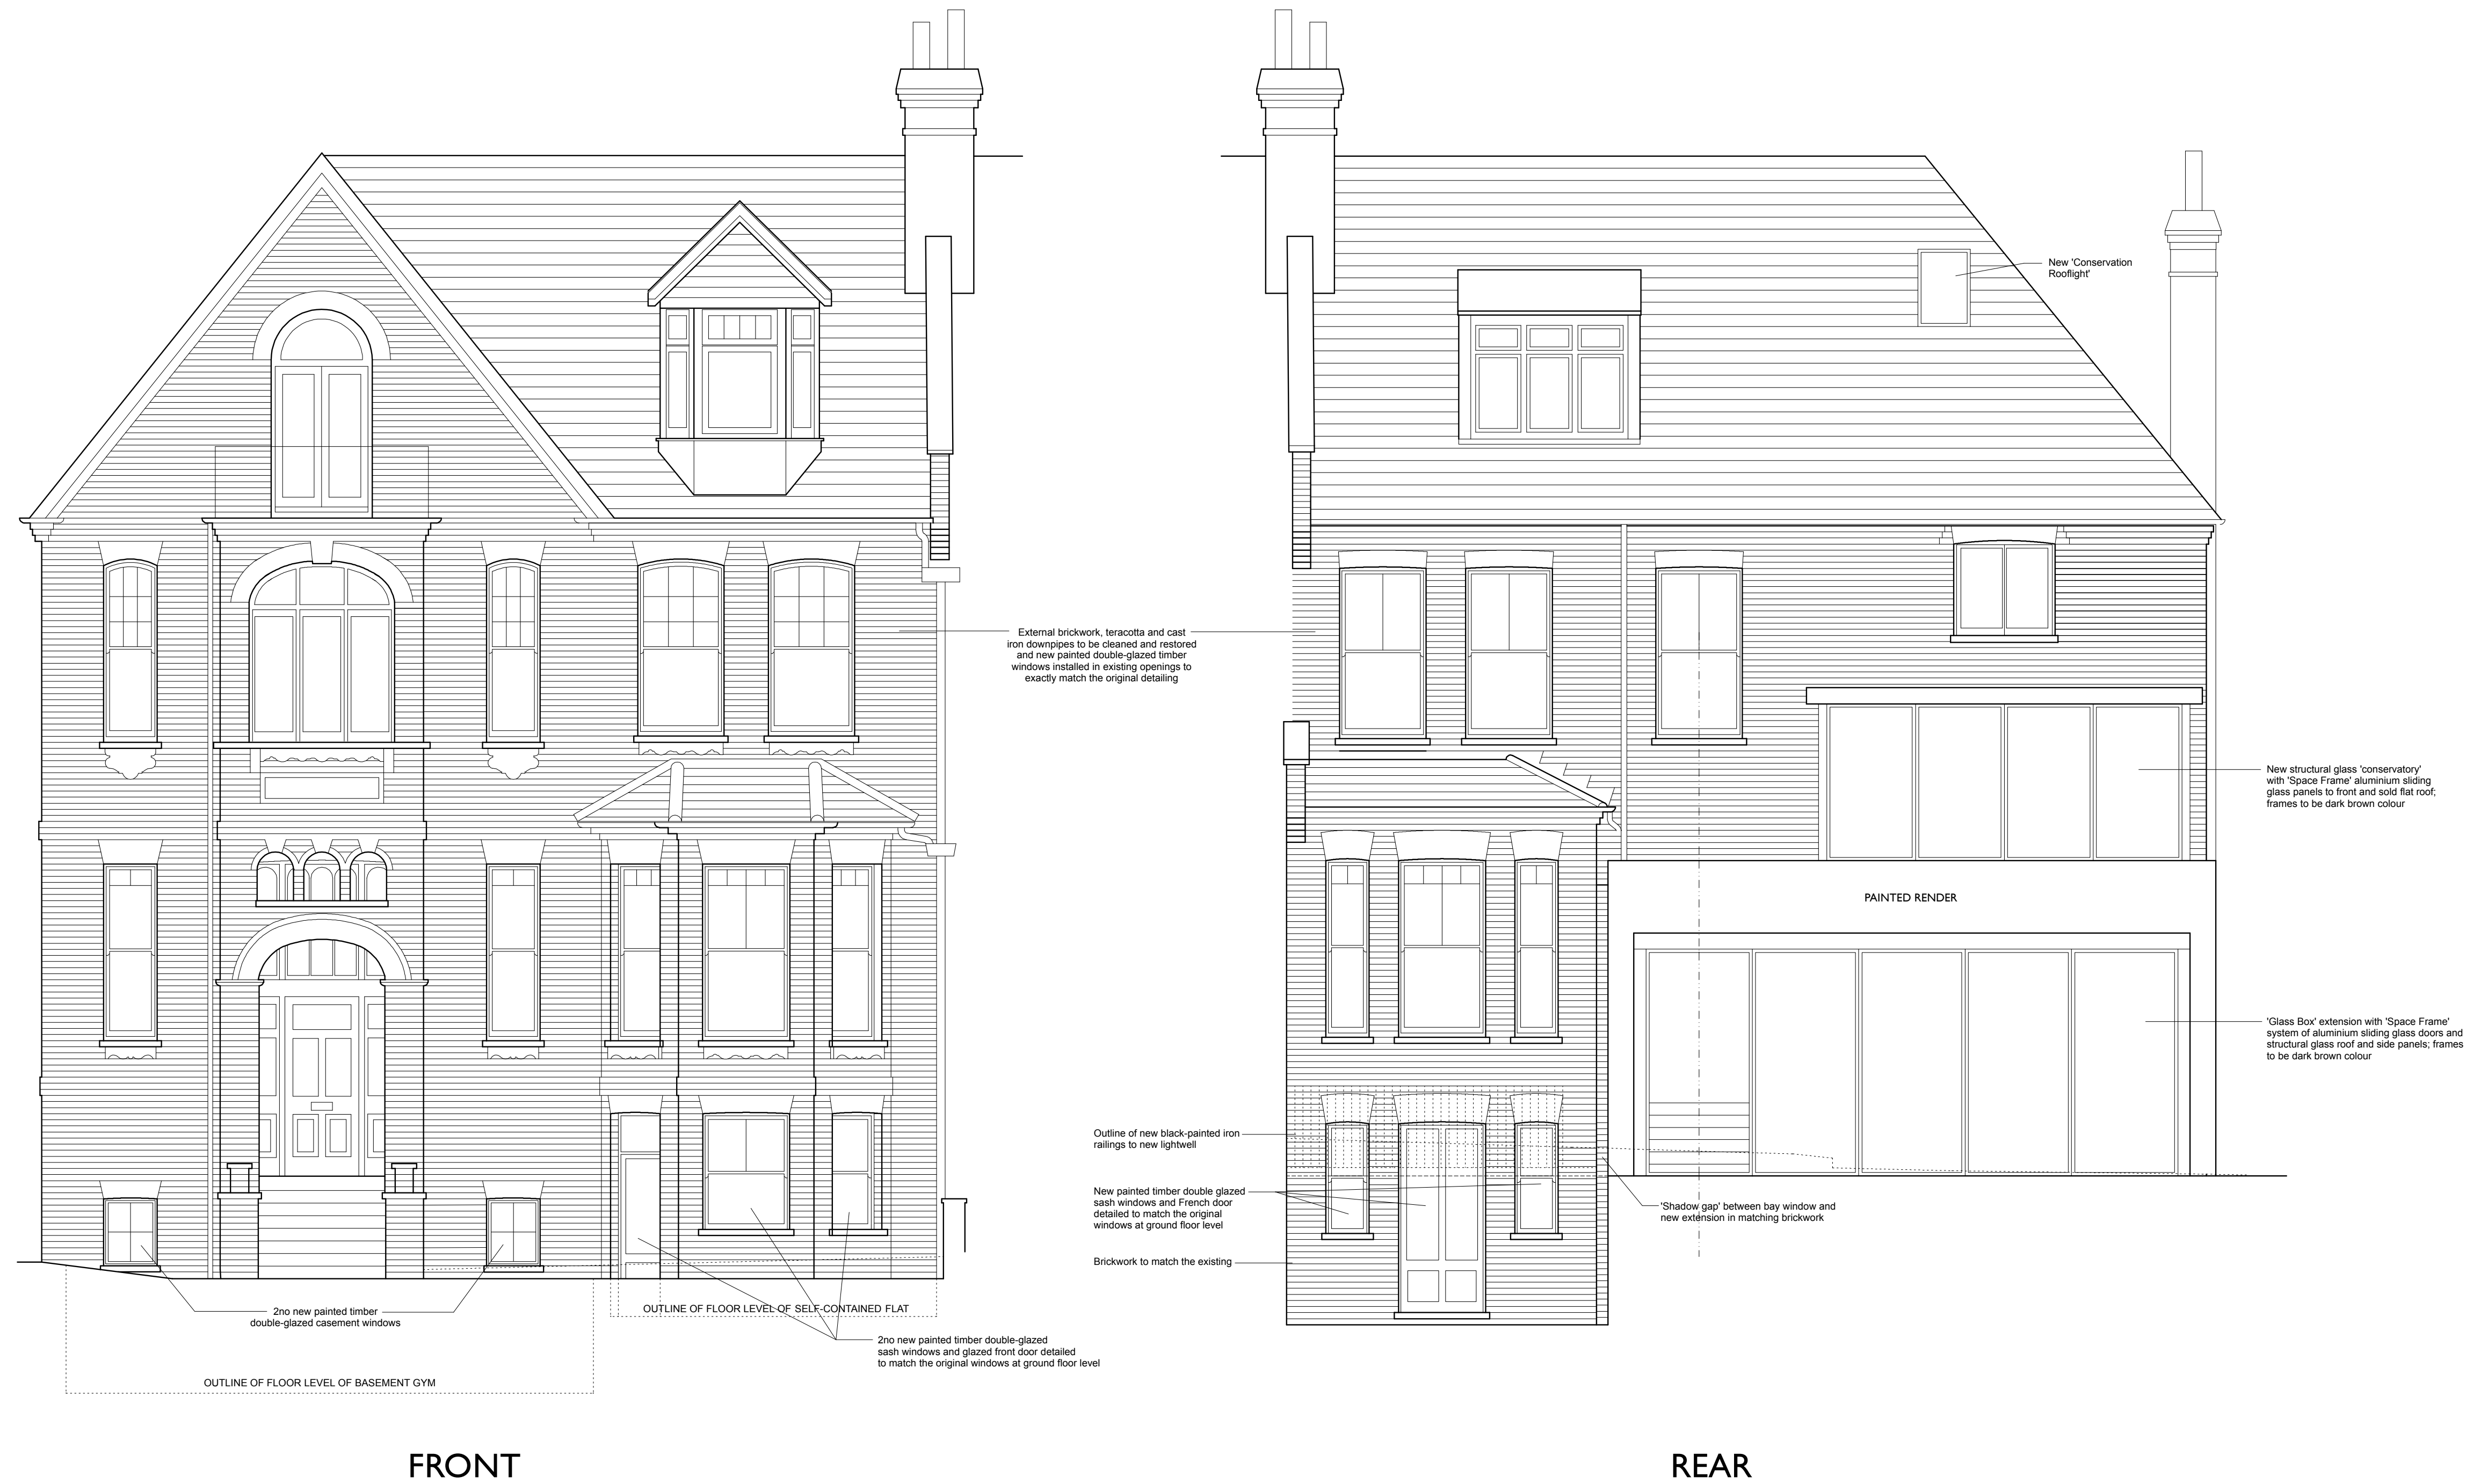 New 'Conservation
Rooflight'
External brickwork, teracotta and cast
iron downpipes to be cleaned and restored
and new painted double-glazed timber
windows installed in existing openings to
exactly match the original detailing
New structural glass 'conservatory'
with 'Space Frame' aluminium sliding
glass panels to front and sold flat roof;
frames to be dark brown colour
PAINTED RENDER
'Glass Box' extension with 'Space Frame'
system of aluminium sliding glass doors and
structural glass roof and side panels; frames
to be dark brown colour
Outline of new black-painted iron
railings to new lightwell
New painted timber double glazed
sash windows and French door
detailed to match the original
windows at ground floor level
'Shadow gap' between bay window and
new extension in matching brickwork
Brickwork to match the existing
2no new painted timber
double-glazed casement windows
OUTLINE OF FLOOR LEVEL OF SELF-CONTAINED FLAT
2no new painted timber double-glazed
sash windows and glazed front door detailed
to match the original windows at ground floor level
OUTLINE OF FLOOR LEVEL OF BASEMENT GYM
FRONT
REAR